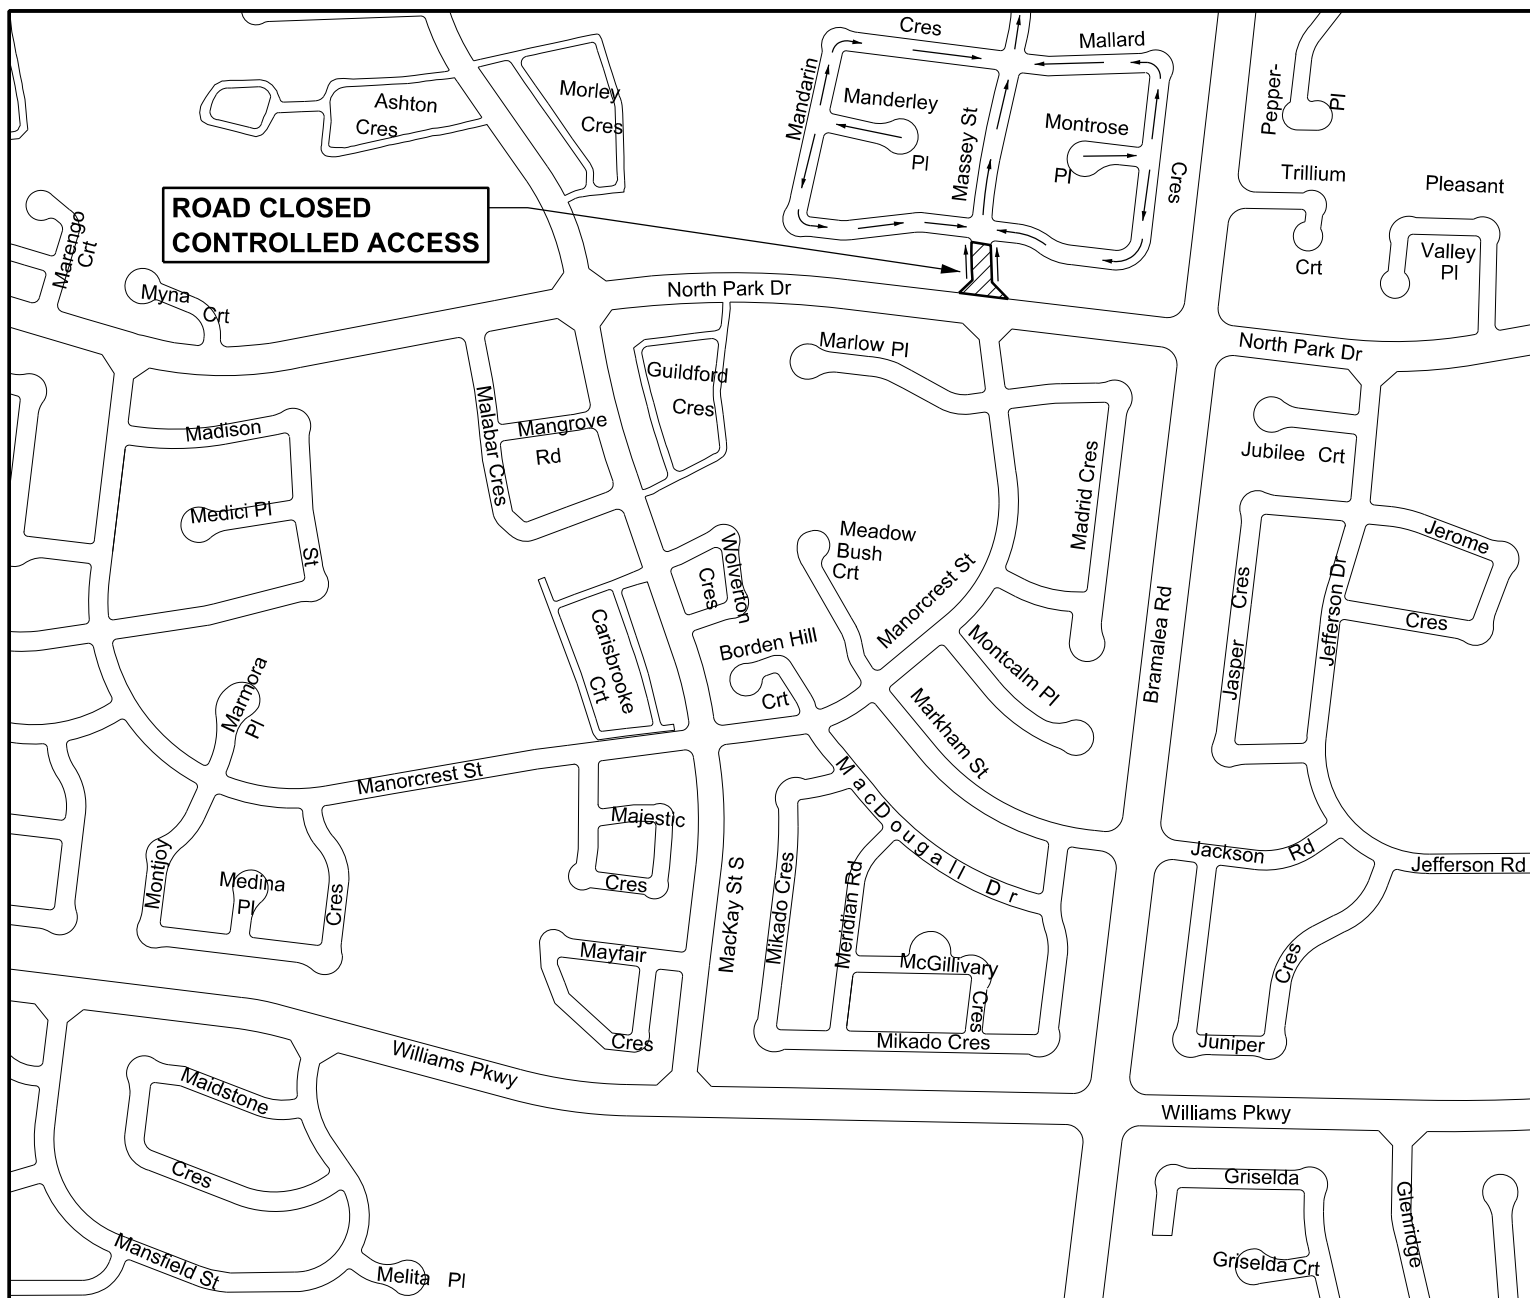 Cres
Mallard
Pepper-
Pl
Mandarin
Morley
Cres
Ashton
Cres
Manderley
Pl
Massey St
Montrose
Pl
Cres
Trillium
Crt
Pleasant
Valley
Pl
ROAD CLOSED
CONTROLLED ACCESS
Marengo
Crt
Myna
Crt
North Park Dr
North Park Dr
Marlow Pl
Guildford
Cres
Malabar Cres
Mangrove
Rd
Madison
St
Medici Pl
Jubilee Crt
Madrid Cres
Jerome
Cres
Meadow
Bush
Crt
Wolverton
Cres
Manorcrest St
Bramalea Rd
Jasper Cres
Jefferson Dr
Carisbrooke
Crt
Borden Hill
Crt
Montcalm Pl
Marmora
Pl
Markham St
Manorcrest St
MacDougall Dr
Majestic
Cres
Montjoy
Cres
Medina
Pl
MacKay St S
Mikado Cres
Meridian Rd
Jackson Rd
Jefferson Rd
Mayfair
Cres
McGillivary
Cres
Mikado Cres
Cres
Juniper
Williams Pkwy
Williams Pkwy
Maidstone
Cres
Mansfield St
Melita Pl
Griselda
Glenridge
Griselda Crt